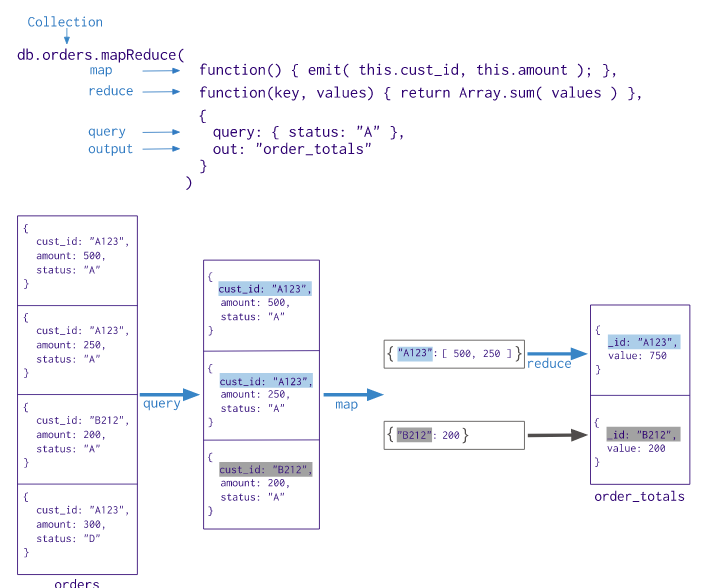 Collection
db.orders.mapReduce(
map function() { emit( this.cust_id, this.amount ); },
reduce function(key, values) { return Array.sum( values ) },
{
query query: { status: "A" },
output out: "order_totals"
}
)
{
cust_id: "A123",
amount: 500,
status: "A"
}
{
cust_id: "A123",
amount: 250,
status: "A"
}
{
cust_id: "B212",
amount: 200,
status: "A"
}
{
cust_id: "A123",
amount: 300,
status: "D"
}
orders
query
{
cust_id: "A123",
amount: 500,
status: "A"
}
{
cust_id: "A123",
amount: 250,
status: "A"
}
{
cust_id: "B212",
amount: 200,
status: "A"
}
map
{"A123": [ 500, 250 ]}
{"B212": 200}
reduce
{
_id: "A123",
value: 750
}
{
_id: "B212",
value: 200
}
order_totals